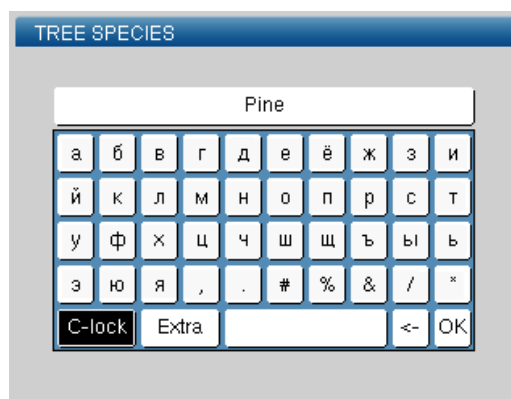 TREE SPECIES
Pine
а б в г д е ё ж з и
й к л м н о п р с т
у ф х ц ч ш щ ъ ы ь
э ю я , . # % & / *
C-lock Extra <- OK